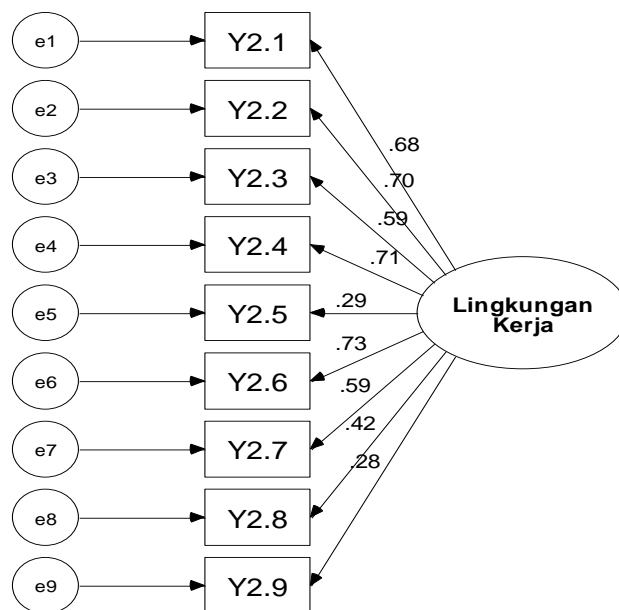 e1 Y2.1
.68
e2 Y2.2
.70
e3 Y2.3
.59
e4 Y2.4
.71
e5 Y2.5 .29 Lingkungan
Kerja
.73
e6 Y2.6
.59
e7 Y2.7
.42
.28
e8 Y2.8
e9 Y2.9